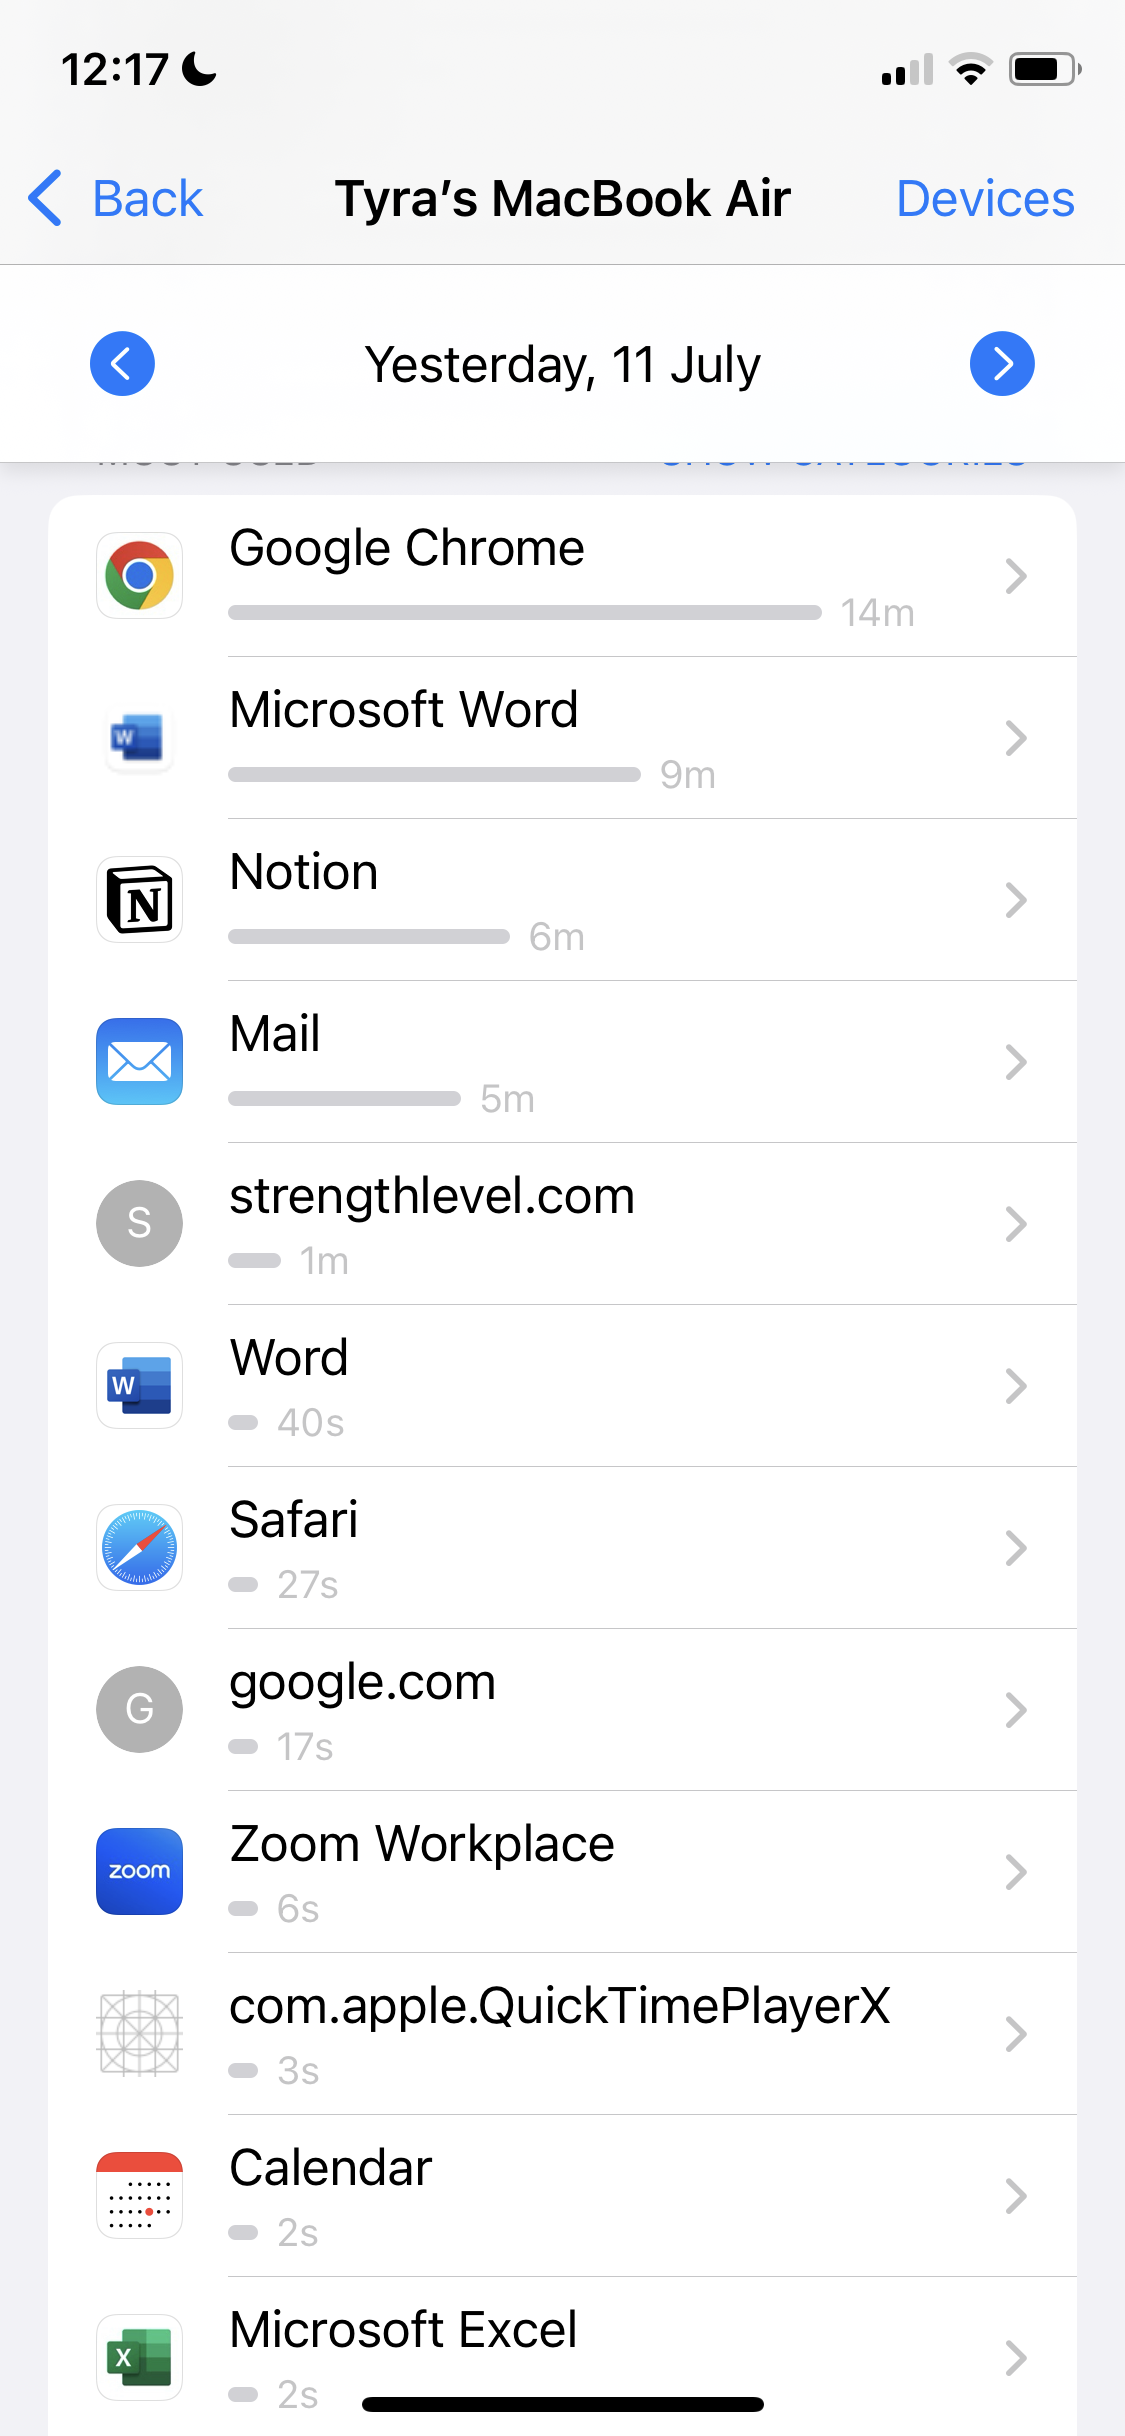 12:17
Back Tyra's MacBook Air Devices
Yesterday, 11 July
Google Chrome
14m
W
Microsoft Word
9m
N
Notion
6m
Mail
5m
S
strengthlevel.com
1m
W
Word
40s
Safari
27s
G
google.com
17s
zoom
Zoom Workplace
6s
com.apple.QuickTimePlayerX
3s
Calendar
2s
X
Microsoft Excel
2s